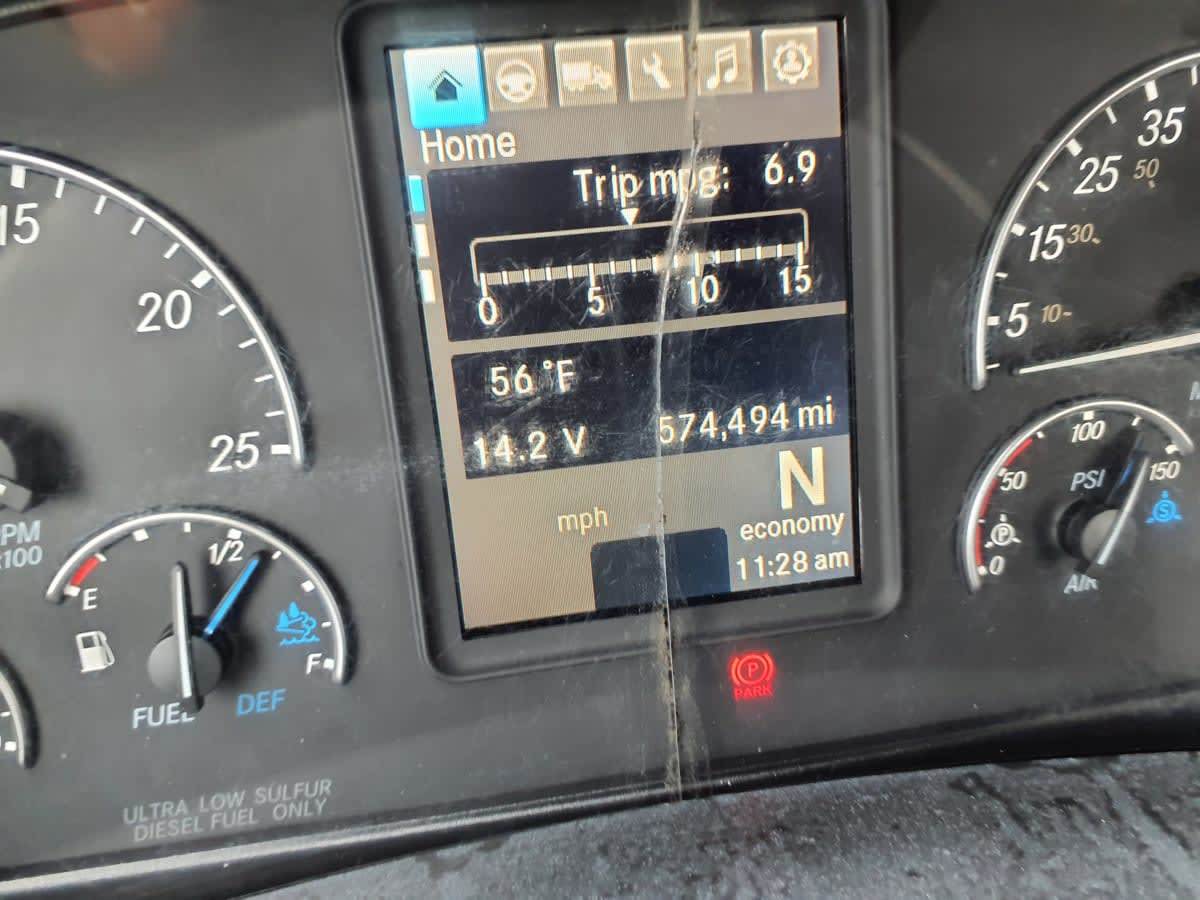 Home
Trip mpg: 6.9
0 5 10 15
56 °F
14.2 V 574,494 mi
N
mph
economy
11:28 am
15
20
25
x100
E
1/2
F
FUEL DEF
ULTRA LOW SULFUR
DIESEL FUEL ONLY
P
PARK
35
25 50
15 30
5 10
100
50 PSI 150
P S
0
AIR